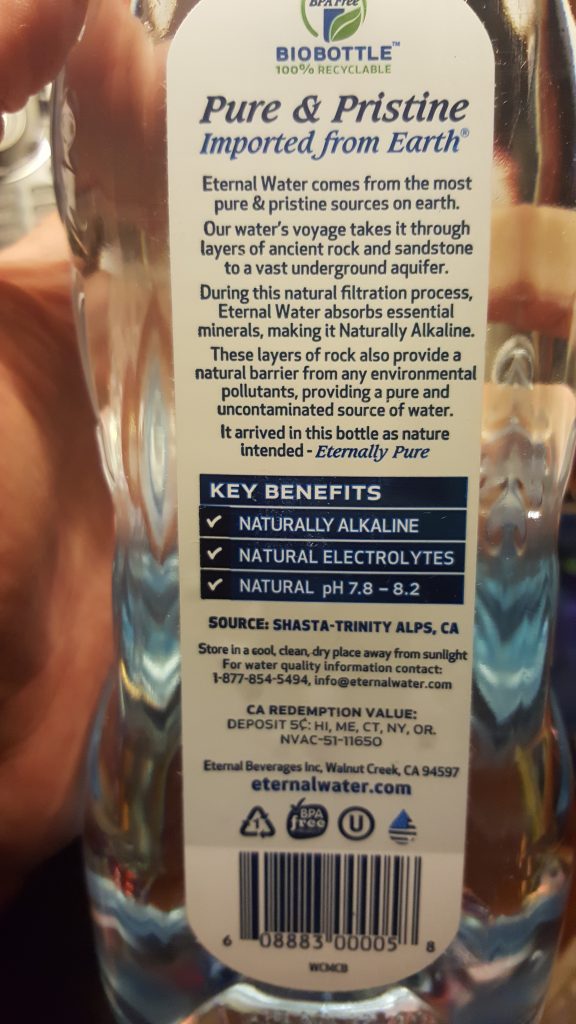 BPA Free
BIOBOTTLE™
100% RECYCLABLE
Pure & Pristine
Imported from Earth®
Eternal Water comes from the most
pure & pristine sources on earth.
Our water's voyage takes it through
layers of ancient rock and sandstone
to a vast underground aquifer.
During this natural filtration process,
Eternal Water absorbs essential
minerals, making it Naturally Alkaline.
These layers of rock also provide a
natural barrier from any environmental
pollutants, providing a pure and
uncontaminated source of water.
It arrived in this bottle as nature
intended - Eternally Pure
KEY BENEFITS
✓ NATURALLY ALKALINE
✓ NATURAL ELECTROLYTES
✓ NATURAL pH 7.8 – 8.2
SOURCE: SHASTA-TRINITY ALPS, CA
Store in a cool, clean, dry place away from sunlight
For water quality information contact:
1-877-854-5494, info@eternalwater.com
CA REDEMPTION VALUE:
DEPOSIT 5¢: HI, ME, CT, NY, OR.
NVAC-51-11650
Eternal Beverages Inc, Walnut Creek, CA 94597
eternalwater.com
1 BPA free U
6 08883 00005 8
WCMCB